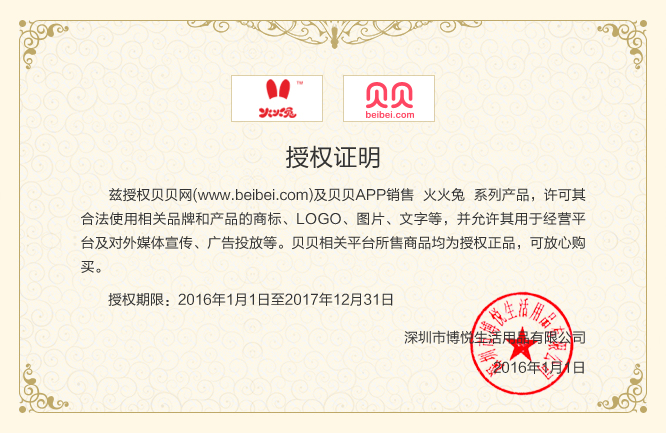 ™
火火兔
贝贝
beibei.com
授权证明
兹授权贝贝网(www.beibei.com)及贝贝APP销售 火火兔 系列产品，许可其
合法使用相关品牌和产品的商标、LOGO、图片、文字等，并允许其用于经营平
台及对外媒体宣传、广告投放等。贝贝相关平台所售商品均为授权正品，可放心购
买。
授权期限：2016年1月1日至2017年12月31日
深圳市博悦生活用品有限公司
深圳市博悦生活用品有限公司
2016年1月1日